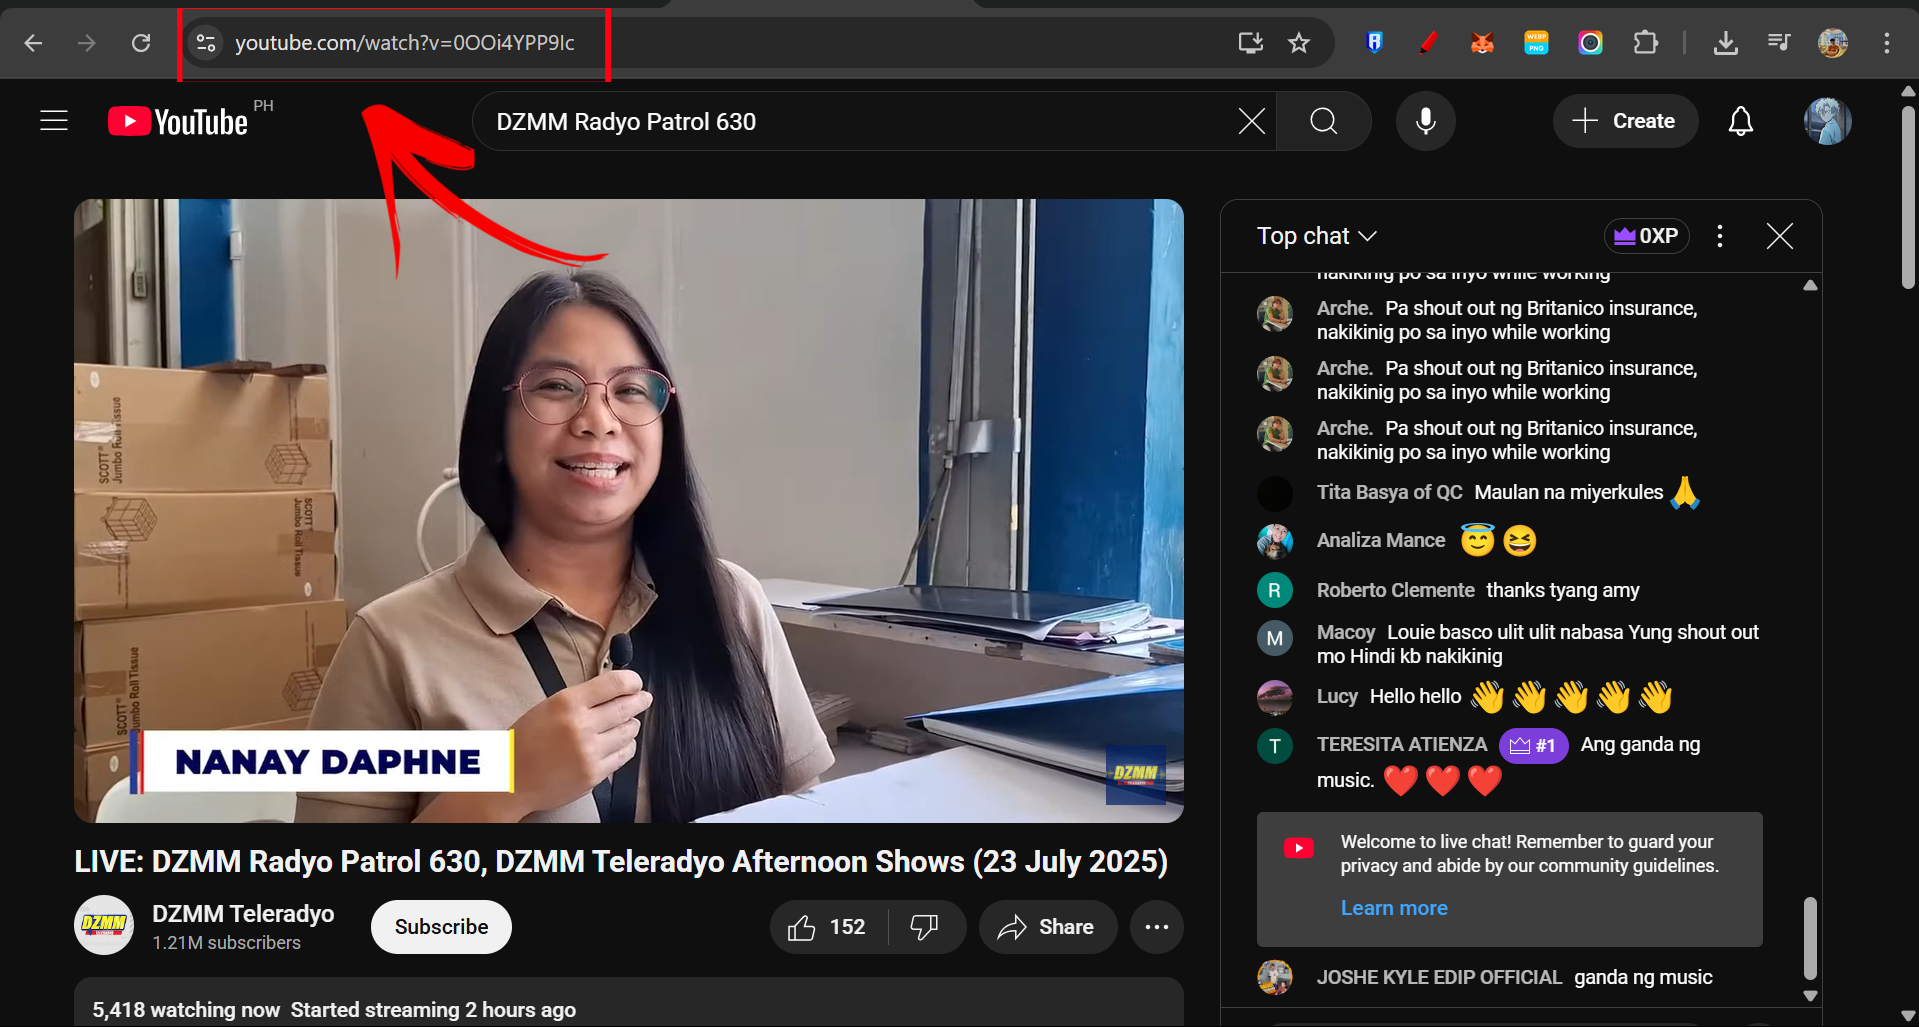 youtube.com/watch?v=0OOi4YPP9Ic
WEBP
PNG
YouTube PH
DZMM Radyo Patrol 630
Create
SCOTT®
Jumbo Roll Tissue
SCOTT®
Jumbo Roll Tissue
SCOTT®
Jumbo Roll Tissue
NANAY DAPHNE
DZMM
LIVE: DZMM Radyo Patrol 630, DZMM Teleradyo Afternoon Shows (23 July 2025)
DZMM
DZMM Teleradyo
1.21M subscribers
Subscribe
152
Share
5,418 watching now Started streaming 2 hours ago
Top chat
0XP
nakikinig po sa inyo while working
Arche. Pa shout out ng Britanico insurance,
nakikinig po sa inyo while working
Arche. Pa shout out ng Britanico insurance,
nakikinig po sa inyo while working
Arche. Pa shout out ng Britanico insurance,
nakikinig po sa inyo while working
Tita Basya of QC Maulan na miyerkules 🙏
Analiza Mance 😇😆
R Roberto Clemente thanks tyang amy
M Macoy Louie basco ulit ulit nabasa Yung shout out
mo Hindi kb nakikinig
Lucy Hello hello 👋👋👋👋👋
T TERESITA ATIENZA #1 Ang ganda ng
music. ❤️❤️❤️
Welcome to live chat! Remember to guard your
privacy and abide by our community guidelines.
Learn more
JOSHE KYLE EDIP OFFICIAL ganda ng music